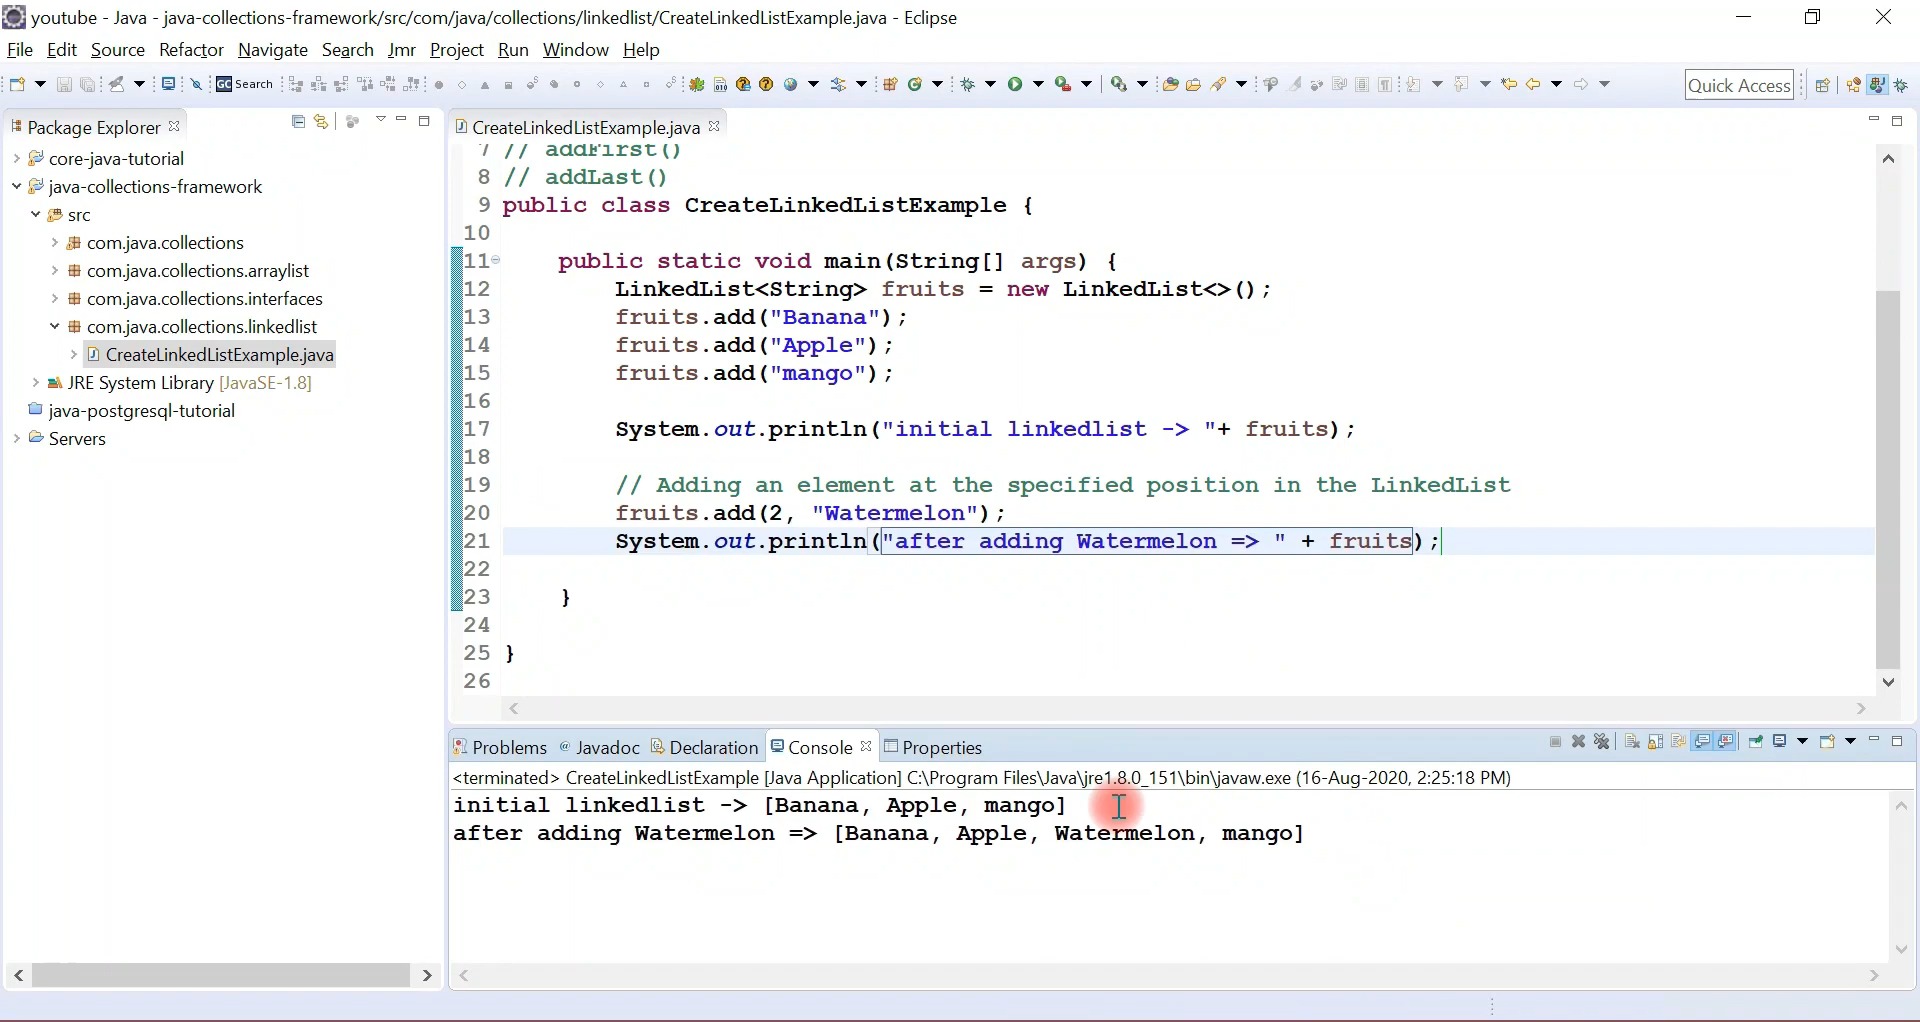 youtube - Java - java-collections-framework/src/com/java/collections/linkedlist/CreateLinkedListExample.java - Eclipse
File Edit Source Refactor Navigate Search Jmr Project Run Window Help
GC Search
Quick Access
Package Explorer
core-java-tutorial
java-collections-framework
src
com.java.collections
com.java.collections.arraylist
com.java.collections.interfaces
com.java.collections.linkedlist
CreateLinkedListExample.java
JRE System Library [JavaSE-1.8]
java-postgresql-tutorial
Servers
CreateLinkedListExample.java
7 // addFirst()
8 // addLast()
9 public class CreateLinkedListExample {
10
11 public static void main(String[] args) {
12 LinkedList<String> fruits = new LinkedList<>();
13 fruits.add("Banana");
14 fruits.add("Apple");
15 fruits.add("mango");
16
17 System.out.println("initial linkedlist -> "+ fruits);
18
19 // Adding an element at the specified position in the LinkedList
20 fruits.add(2, "Watermelon");
21 System.out.println("after adding Watermelon => " + fruits);
22
23 }
24
25 }
26
Problems @ Javadoc Declaration Console Properties
<terminated> CreateLinkedListExample [Java Application] C:\Program Files\Java\jre1.8.0_151\bin\javaw.exe (16-Aug-2020, 2:25:18 PM)
initial linkedlist -> [Banana, Apple, mango]
after adding Watermelon => [Banana, Apple, Watermelon, mango]